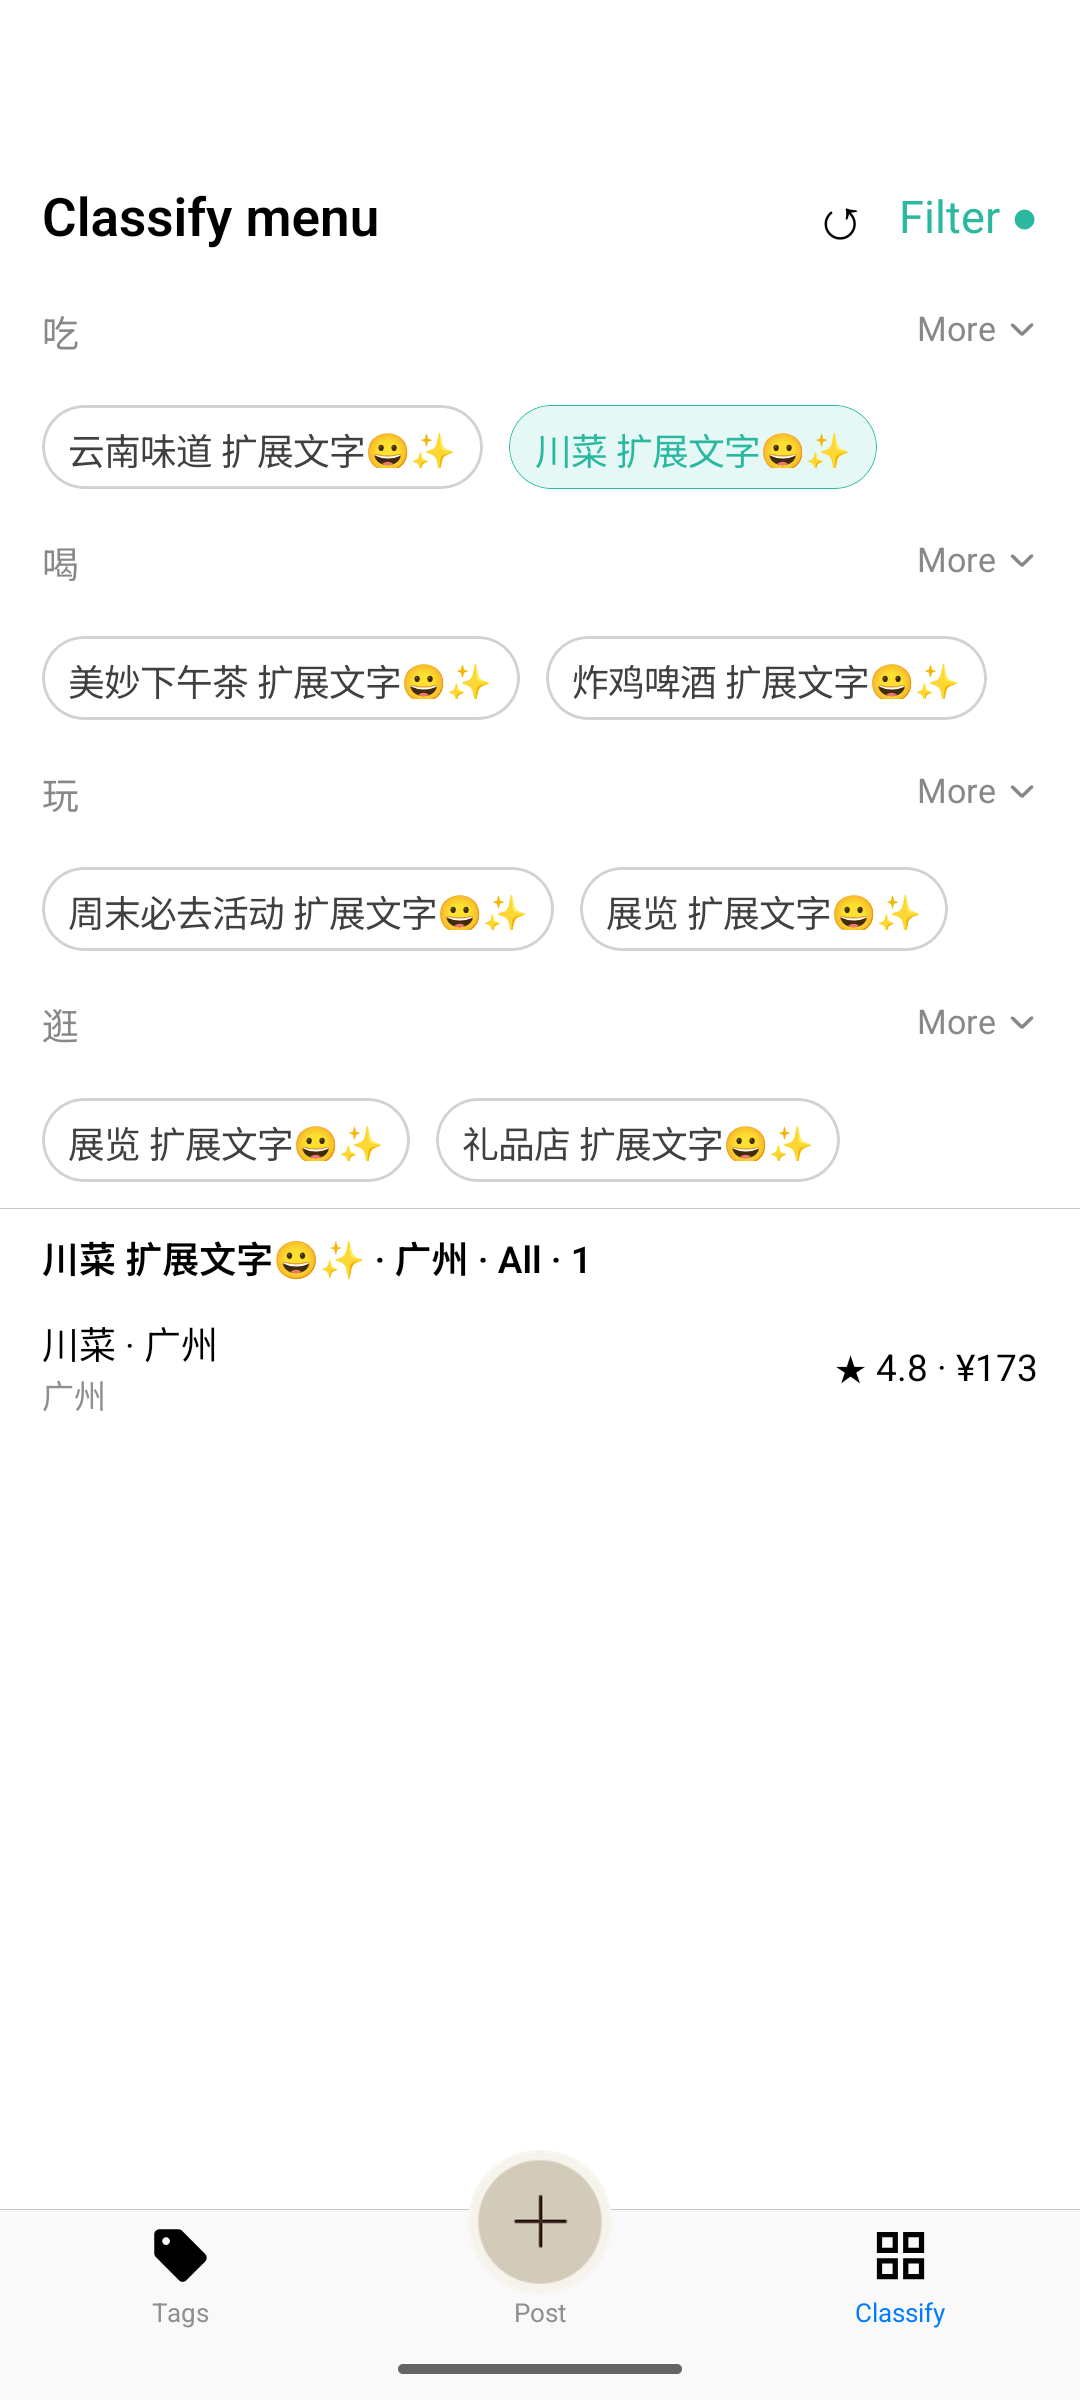 Classify menu
Filter
吃
More
云南味道 扩展文字😀✨
川菜 扩展文字😀✨
喝
More
美妙下午茶 扩展文字😀✨
炸鸡啤酒 扩展文字😀✨
玩
More
周末必去活动 扩展文字😀✨
展览 扩展文字😀✨
逛
More
展览 扩展文字😀✨
礼品店 扩展文字😀✨
川菜 扩展文字😀✨ · 广州 · All · 1
川菜 · 广州
广州
★ 4.8 · ¥173
Tags
Post
Classify